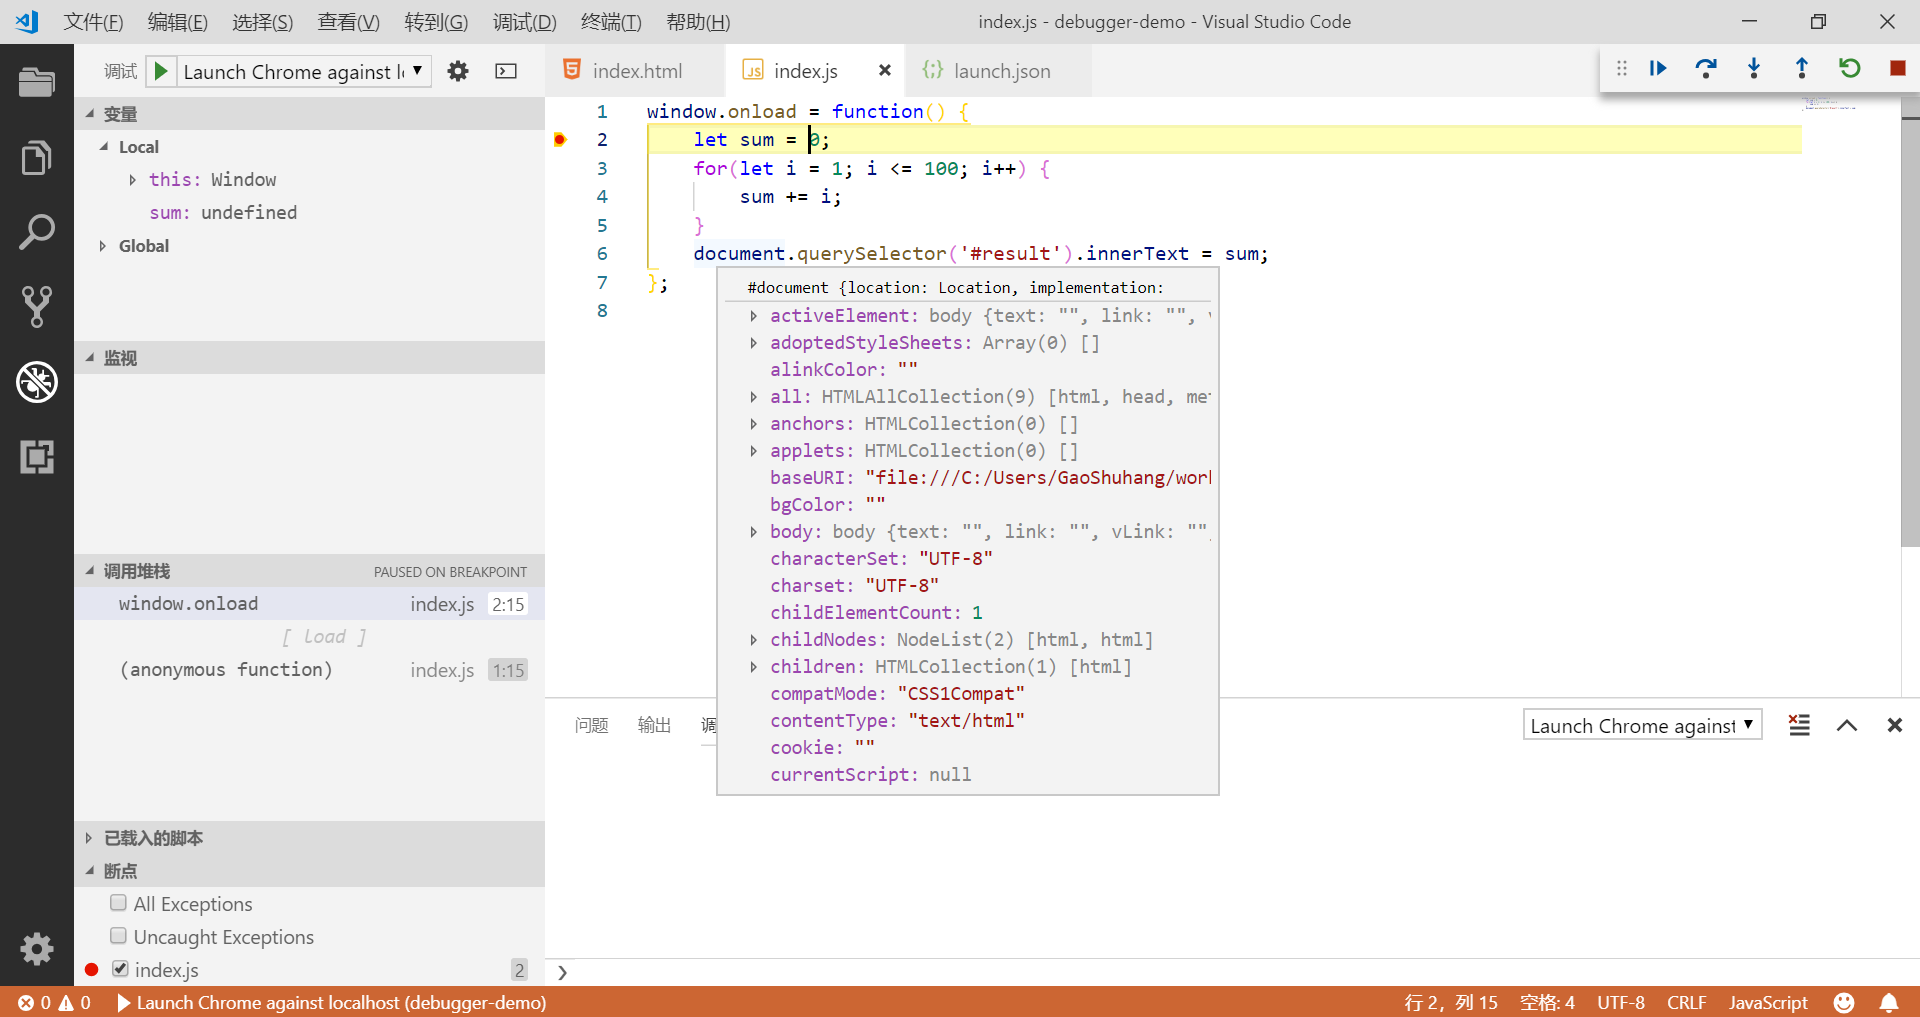 文件(F) 编辑(E) 选择(S) 查看(V) 转到(G) 调试(D) 终端(T) 帮助(H)
index.js - debugger-demo - Visual Studio Code
调试 Launch Chrome against l
变量
Local
this: Window
sum: undefined
Global
监视
调用堆栈 PAUSED ON BREAKPOINT
window.onload index.js 2:15
[ load ]
(anonymous function) index.js 1:15
已载入的脚本
断点
All Exceptions
Uncaught Exceptions
index.js 2
index.html
JS index.js
launch.json
1 window.onload = function() {
2 let sum = 0;
3 for(let i = 1; i <= 100; i++) {
4 sum += i;
5 }
6 document.querySelector('#result').innerText = sum;
7 };
8
#document {location: Location, implementation:
activeElement: body {text: "", link: "", v
adoptedStyleSheets: Array(0) []
alinkColor: ""
all: HTMLAllCollection(9) [html, head, me
anchors: HTMLCollection(0) []
applets: HTMLCollection(0) []
baseURI: "file:///C:/Users/GaoShuhang/work
bgColor: ""
body: body {text: "", link: "", vLink: "",
characterSet: "UTF-8"
charset: "UTF-8"
childElementCount: 1
childNodes: NodeList(2) [html, html]
children: HTMLCollection(1) [html]
compatMode: "CSS1Compat"
contentType: "text/html"
cookie: ""
currentScript: null
问题 输出 调
Launch Chrome against
0 0 Launch Chrome against localhost (debugger-demo)
行 2，列 15 空格: 4 UTF-8 CRLF JavaScript